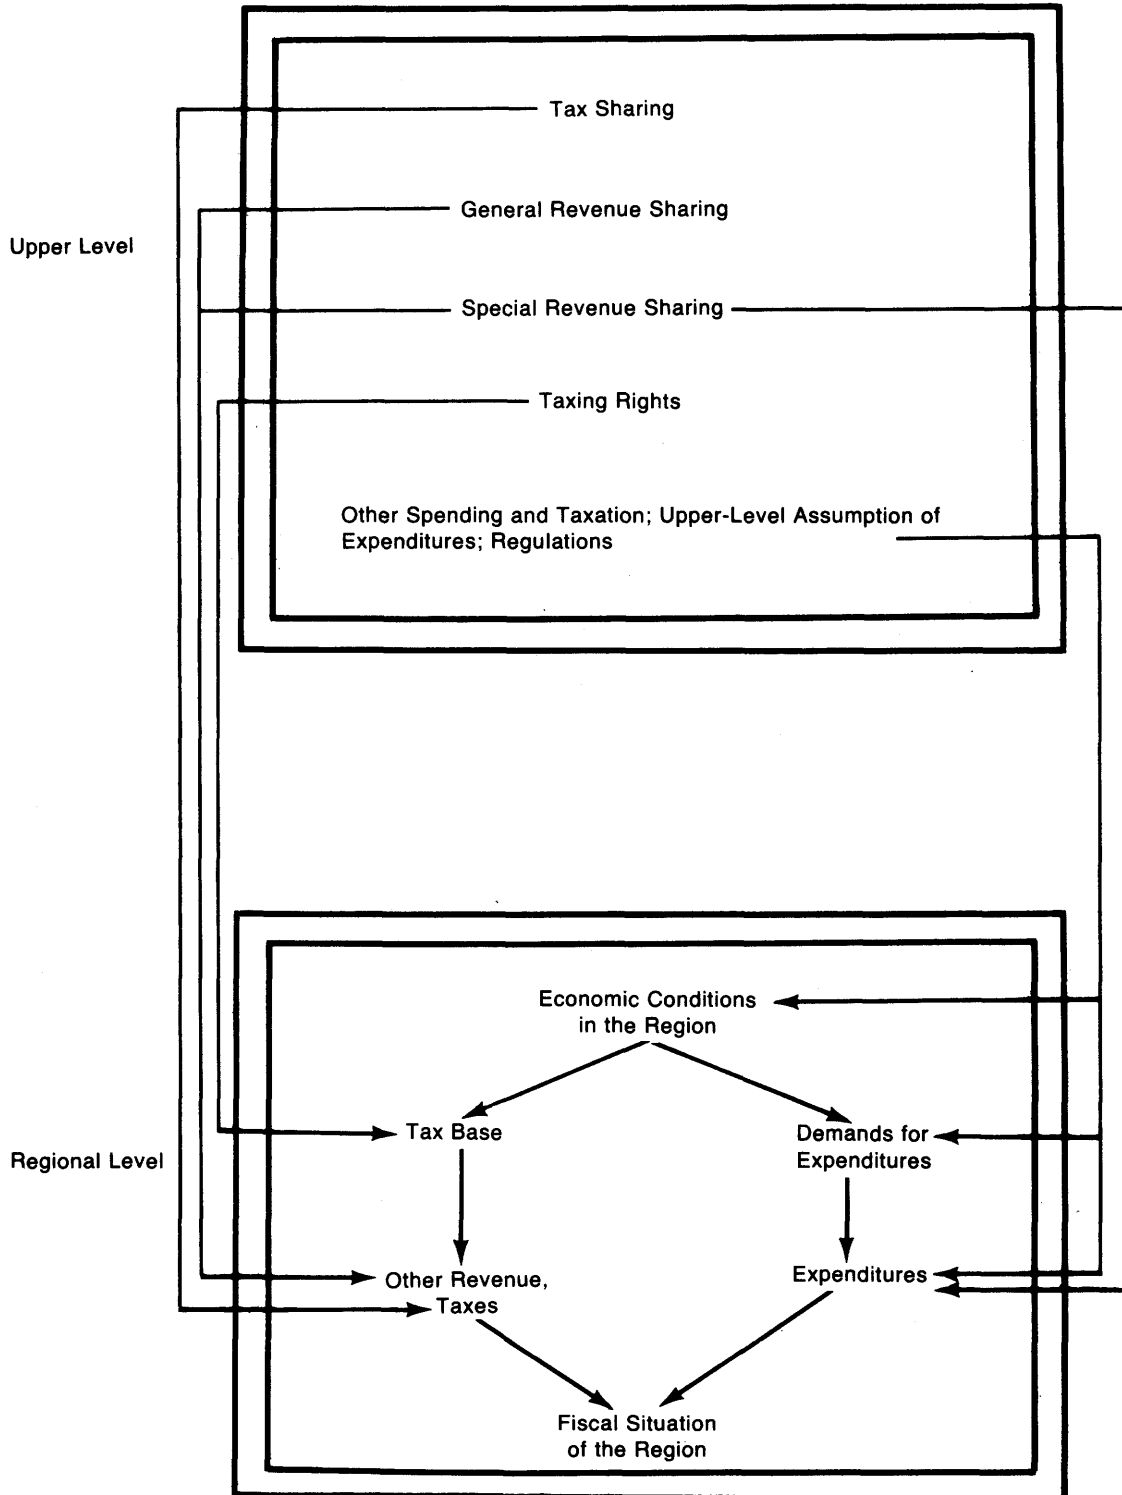 Tax Sharing
General Revenue Sharing
Upper Level
Special Revenue Sharing
Taxing Rights
Other Spending and Taxation; Upper-Level Assumption of
Expenditures; Regulations
Economic Conditions
in the Region
Tax Base
Demands for
Expenditures
Regional Level
Other Revenue,
Taxes
Expenditures
Fiscal Situation
of the Region